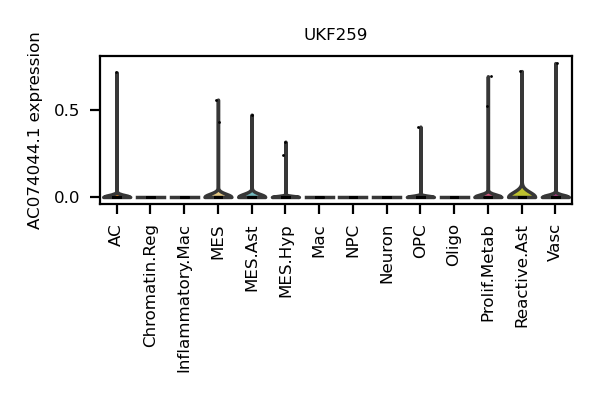 UKF259
AC074044.1 expression
0.5
0.0
AC
Chromatin.Reg
Inflammatory.Mac
MES
MES.Ast
MES.Hyp
Mac
NPC
Neuron
OPC
Oligo
Prolif.Metab
Reactive.Ast
Vasc